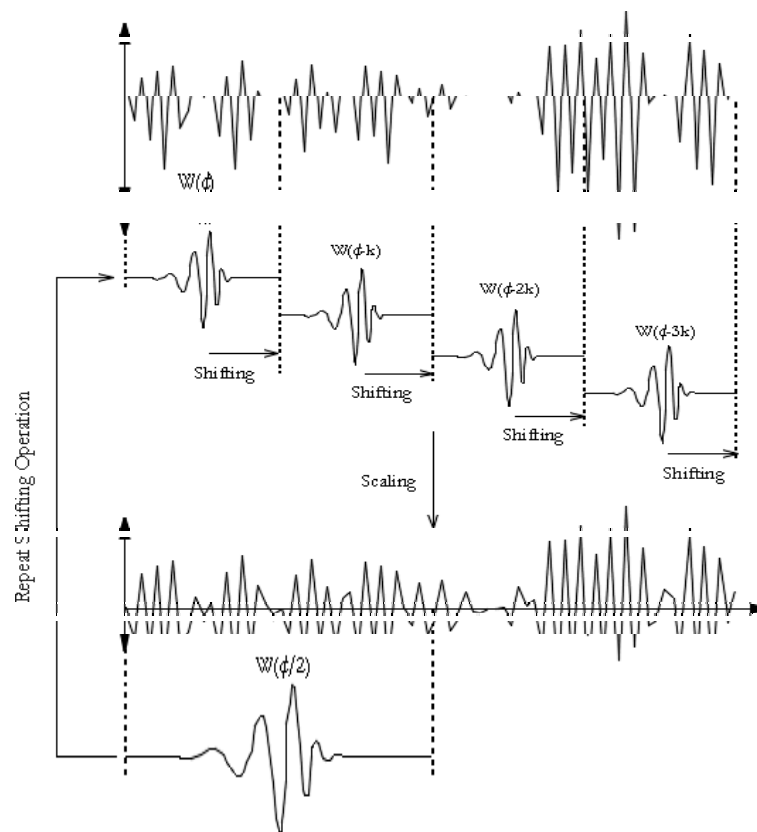 W(ϕ)
W(ϕ-k)
W(ϕ-2k)
W(ϕ-3k)
Shifting
Shifting
Shifting
Shifting
Scaling
Repeat Shifting Operation
W(ϕ/2)